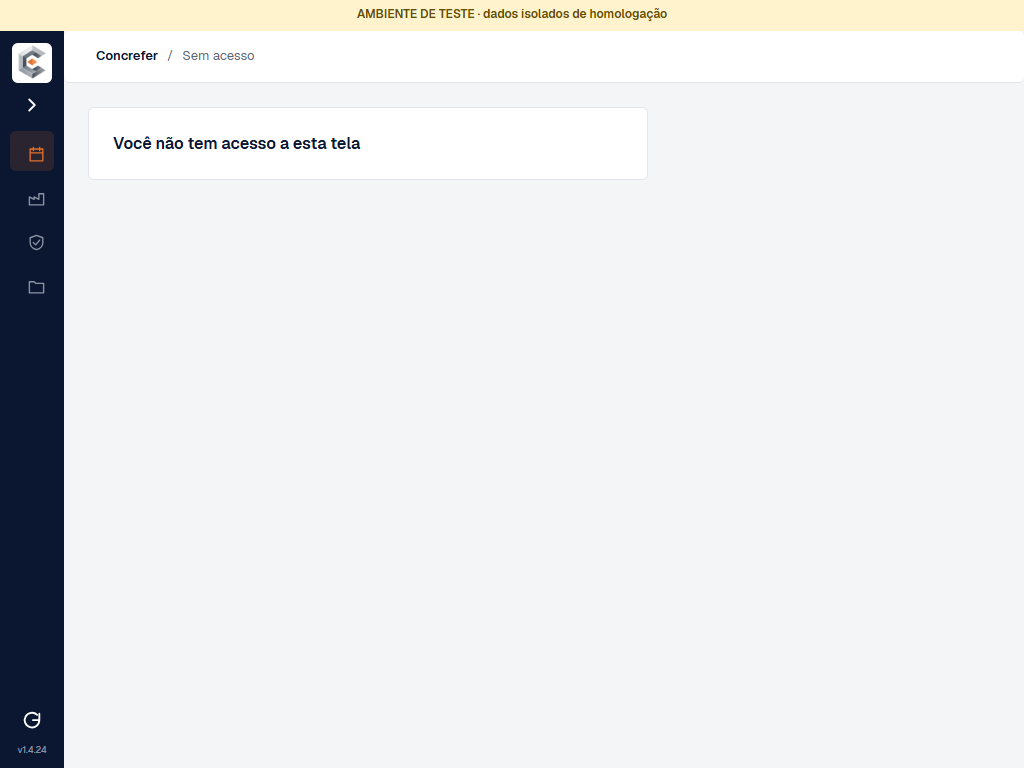 AMBIENTE DE TESTE · dados isolados de homologação
Concrefer / Sem acesso
Você não tem acesso a esta tela
v1.4.24